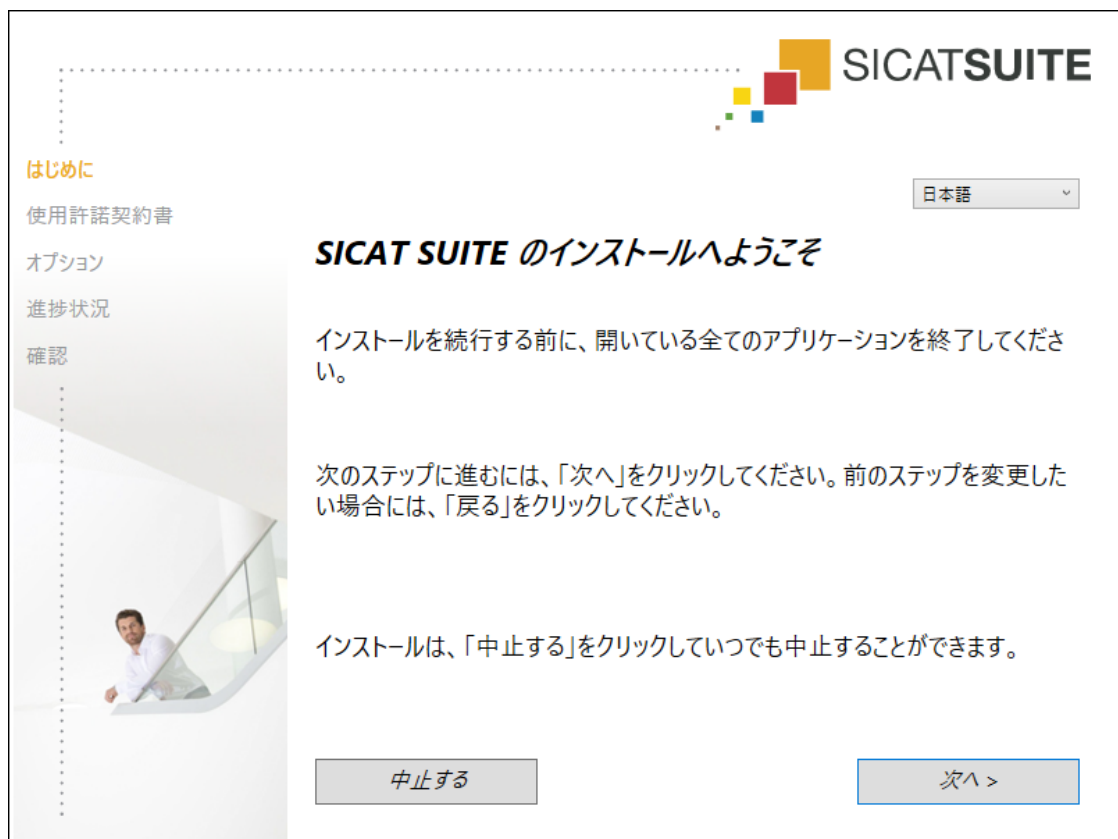 SICATSUITE
はじめに
使用許諾契約書
オプション
進捗状況
確認
日本語
SICAT SUITE のインストールへようこそ
インストールを続行する前に、開いている全てのアプリケーションを終了してくださ
い。
次のステップに進むには、「次へ」をクリックしてください。前のステップを変更した
い場合には、「戻る」をクリックしてください。
インストールは、「中止する」をクリックしていつでも中止することができます。
中止する
次へ >